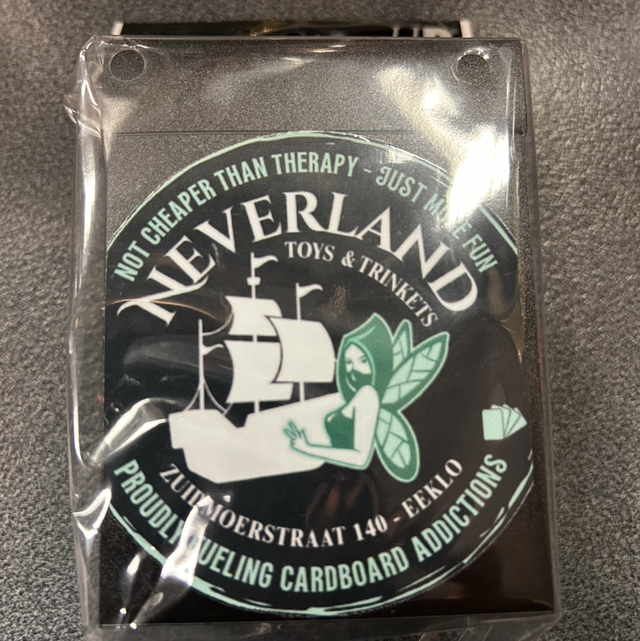 NOT CHEAPER THAN THERAPY - JUST MORE FUN
NEVERLAND
TOYS & TRINKETS
ZUIDMOERSTRAAT 140 - EEKLO
PROUDLY FUELING CARDBOARD ADDICTIONS